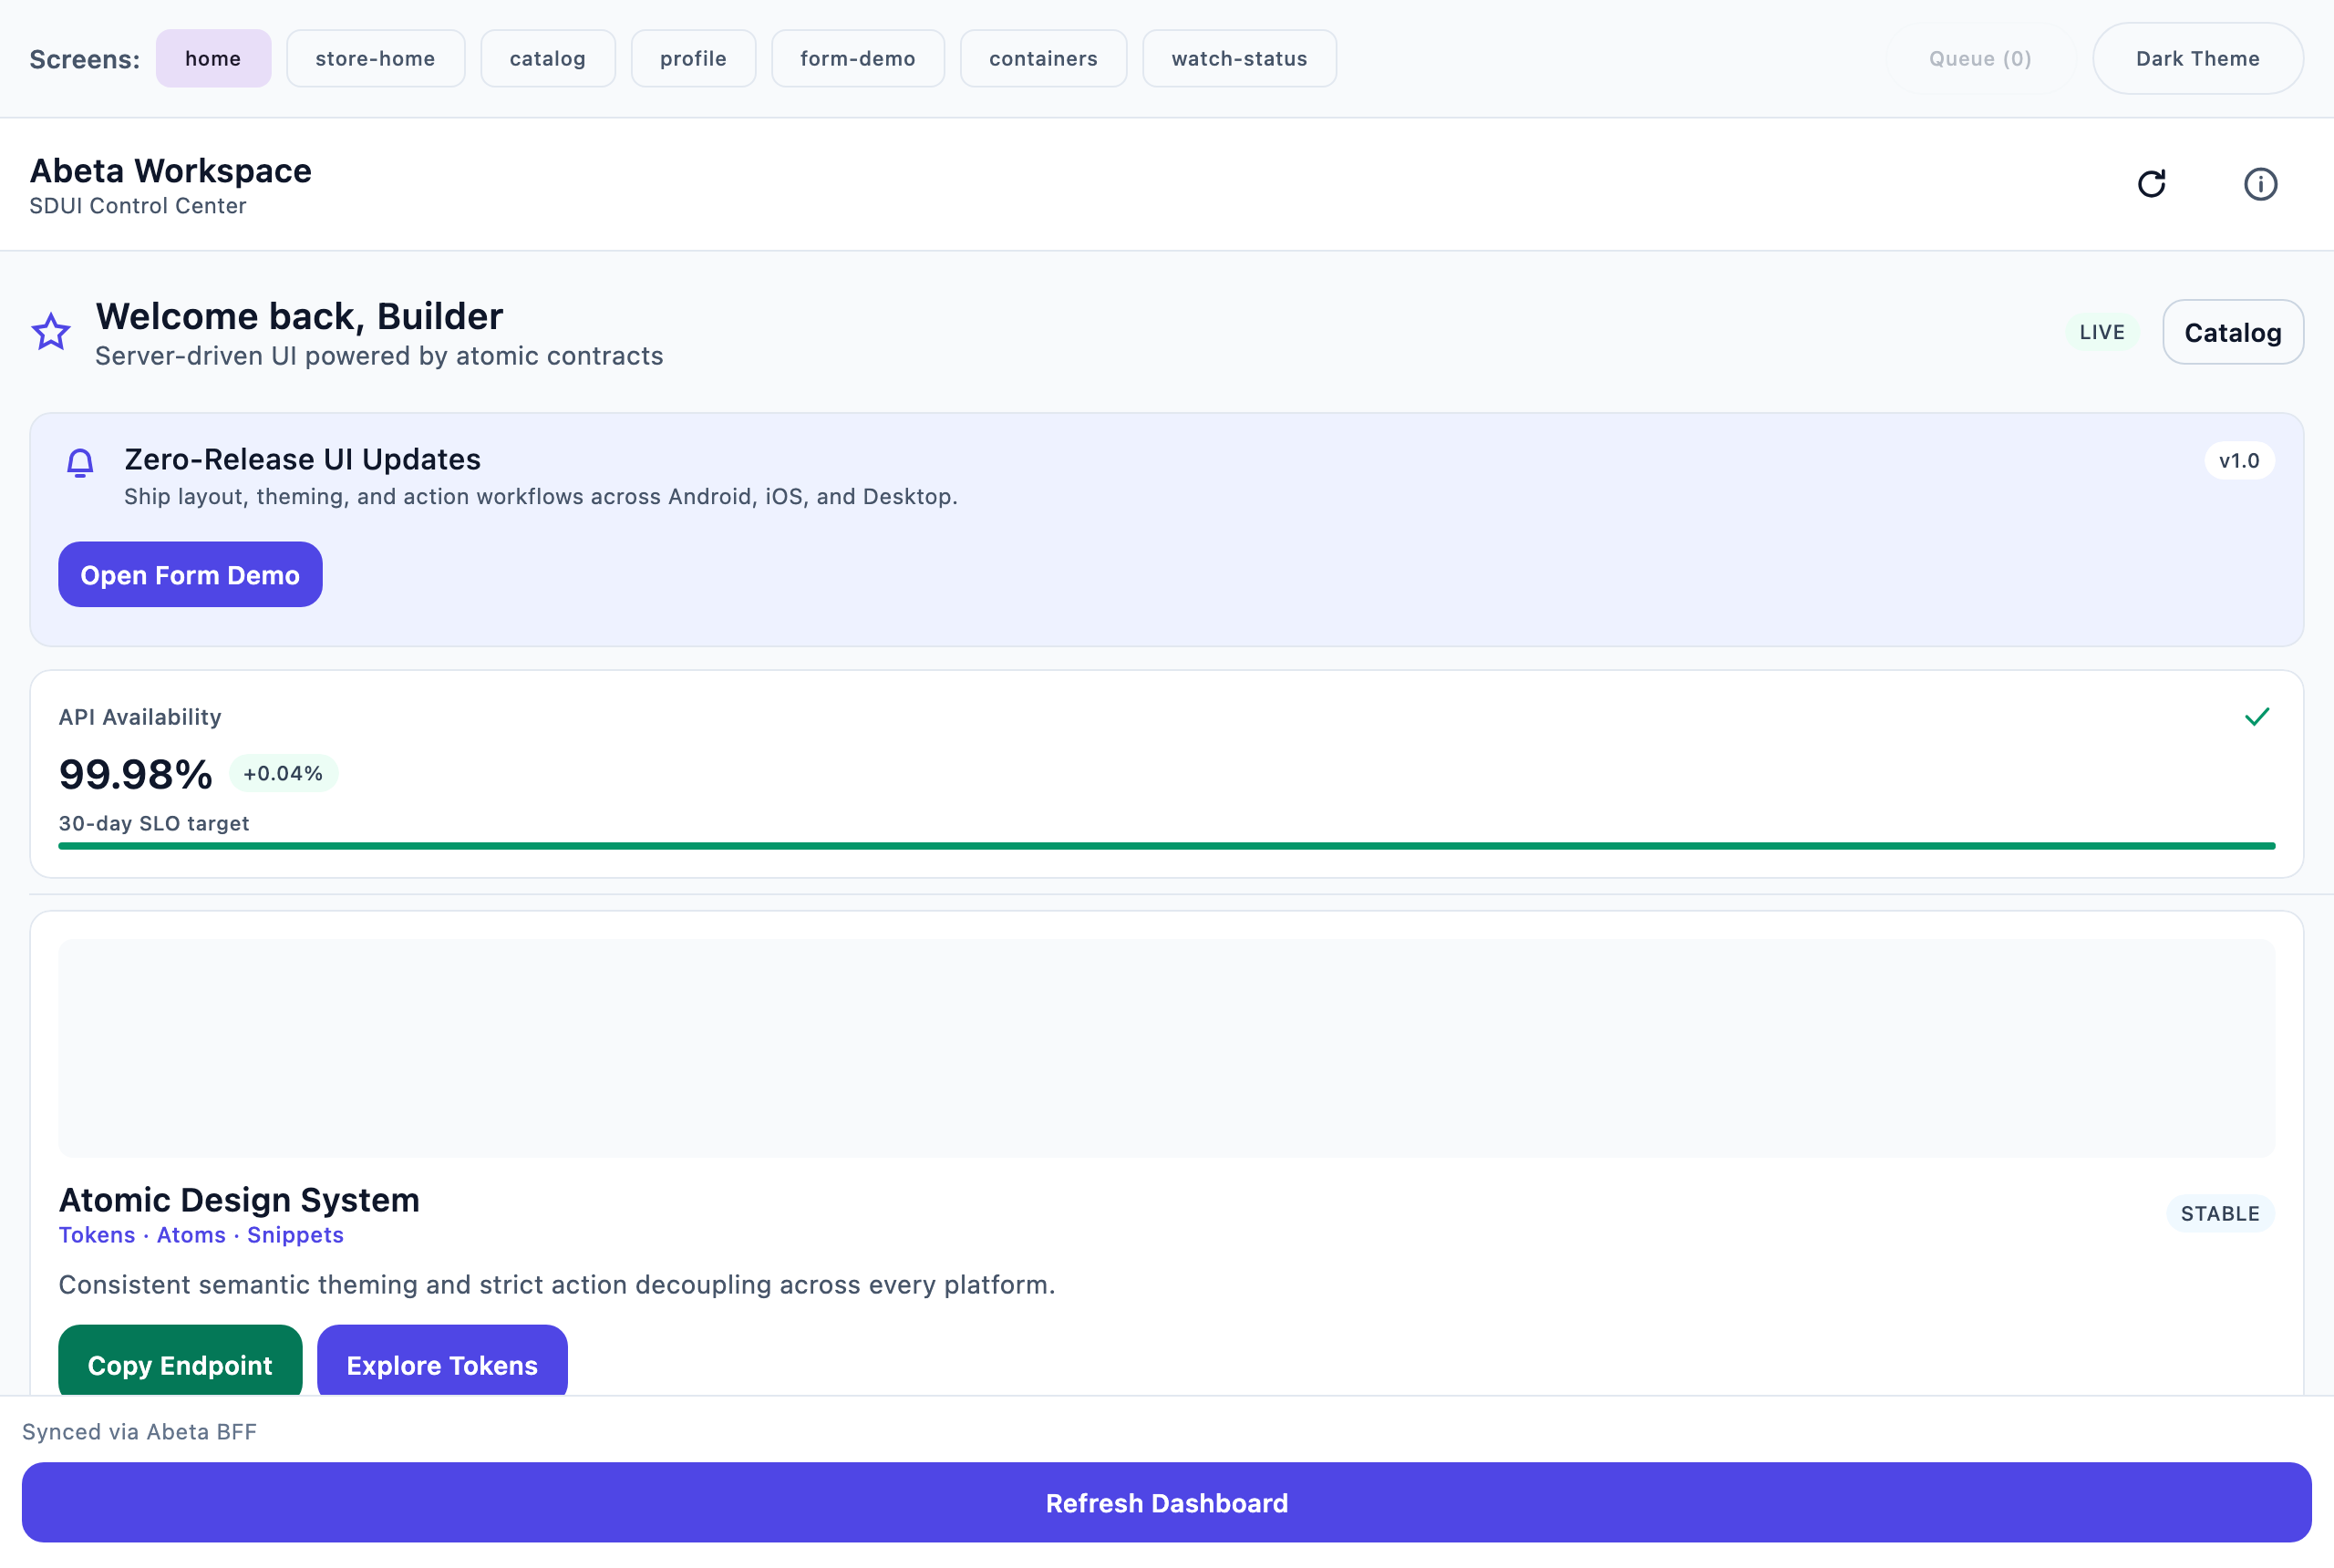 Screens: home store-home catalog profile form-demo containers watch-status Queue (0) Dark Theme
Abeta Workspace
SDUI Control Center
Welcome back, Builder
Server-driven UI powered by atomic contracts
LIVE Catalog
Zero-Release UI Updates
v1.0
Ship layout, theming, and action workflows across Android, iOS, and Desktop.
Open Form Demo
API Availability
99.98% +0.04%
30-day SLO target
Atomic Design System
Tokens · Atoms · Snippets
STABLE
Consistent semantic theming and strict action decoupling across every platform.
Copy Endpoint Explore Tokens
Synced via Abeta BFF
Refresh Dashboard